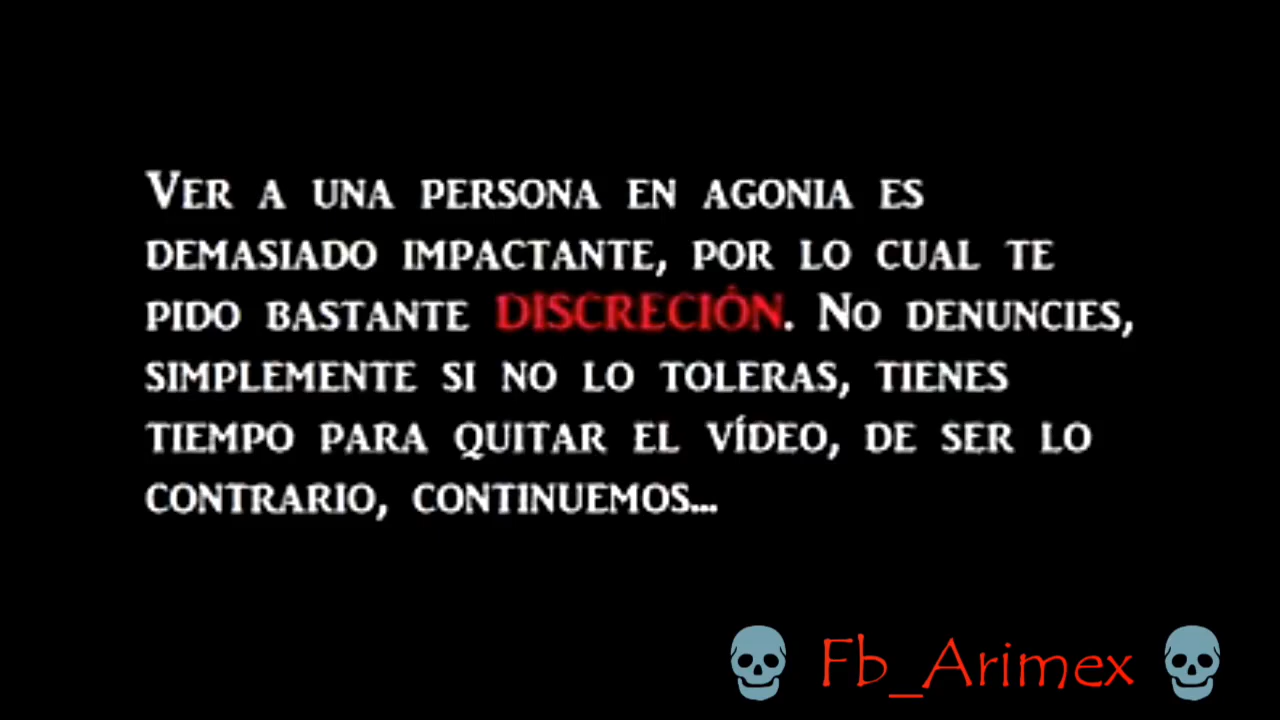 VER A UNA PERSONA EN AGONIA ES
DEMASIADO IMPACTANTE, POR LO CUAL TE
PIDO BASTANTE DISCRECIÓN. NO DENUNCIES,
SIMPLEMENTE SI NO LO TOLERAS, TIENES
TIEMPO PARA QUITAR EL VÍDEO, DE SER LO
CONTRARIO, CONTINUEMOS...
Fb_Arimex